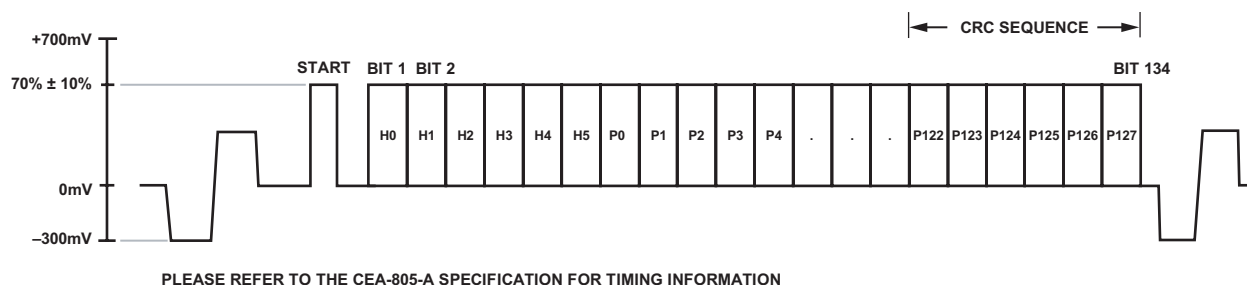 CRC SEQUENCE
+700mV
START BIT 1 BIT 2 BIT 134
70% ± 10%
H0 H1 H2 H3 H4 H5 P0 P1 P2 P3 P4 . . . P122 P123 P124 P125 P126 P127
0mV
–300mV
PLEASE REFER TO THE CEA-805-A SPECIFICATION FOR TIMING INFORMATION